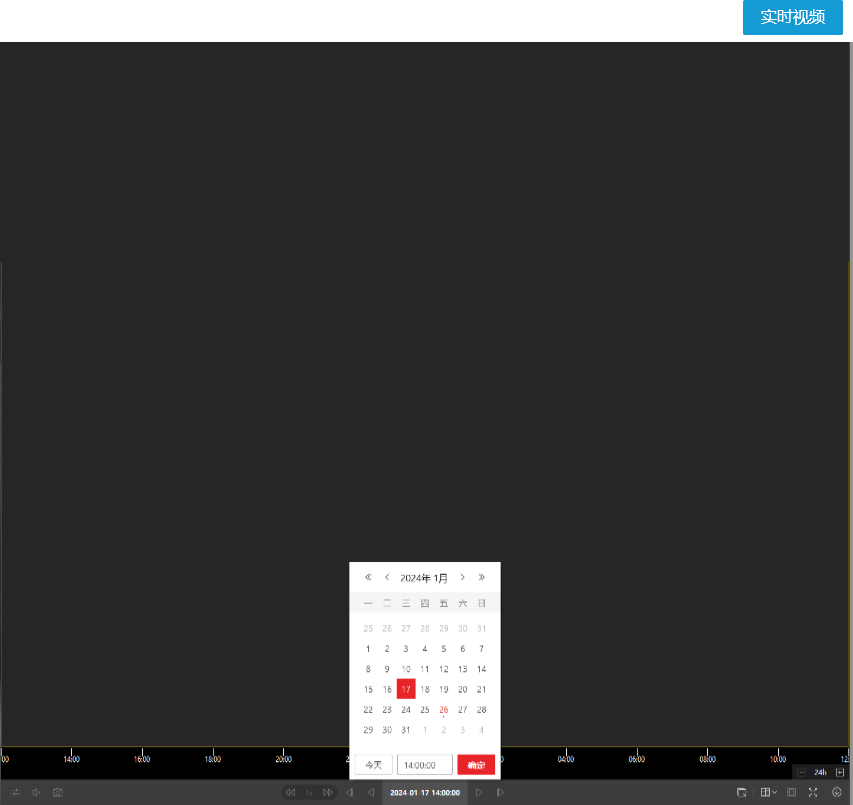 实时视频
2024年 1月
一 二 三 四 五 六 日
25 26 27 28 29 30 31
1 2 3 4 5 6 7
8 9 10 11 12 13 14
15 16 17 18 19 20 21
22 23 24 25 26 27 28
29 30 31 1 2 3 4
:00 14:00 16:00 18:00 20:00 2 0 04:00 06:00 08:00 10:00 12:
今天 14:00:00 确定
24h
1x 2024-01-17 14:00:00